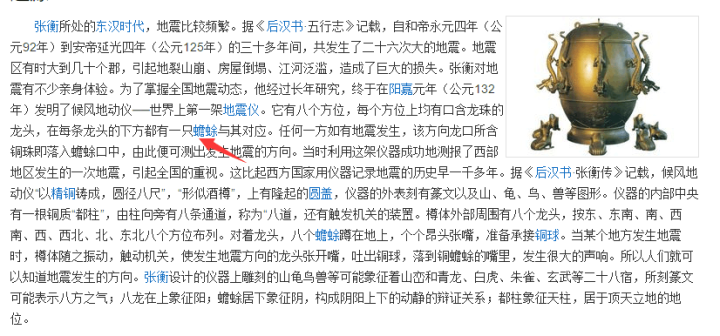 张衡所处的东汉时代，地震比较频繁。据《后汉书·五行志》记载，自和帝永元四年（公
元92年）到安帝延光四年（公元125年）的三十多年间，共发生了二十六次大的地震。地震
区有时大到几十个郡，引起地裂山崩、房屋倒塌、江河泛滥，造成了巨大的损失。张衡对地
震有不少亲身体验。为了掌握全国地震动态，他经过长年研究，终于在阳嘉元年（公元132
年）发明了候风地动仪──世界上第一架地震仪。它有八个方位，每个方位上均有口含龙珠的
龙头，在每条龙头的下方都有一只蟾蜍与其对应。任何一方如有地震发生，该方向龙口所含
铜珠即落入蟾蜍口中，由此便可测出发生地震的方向。当时利用这架仪器成功地测报了西部
地区发生的一次地震，引起全国的重视。这比起西方国家用仪器记录地震的历史早一千多年。据《后汉书·张衡传》记载，候风地
动仪“以精铜铸成，圆径八尺”，“形似酒樽”，上有隆起的圆盖，仪器的外表刻有篆文以及山、龟、鸟、兽等图形。仪器的内部中央
有一根铜质“都柱”，由柱向旁有八条通道，称为“八道，还有触发机关的装置。樽体外部周围有八个龙头，按东、东南、南、西
南、西、西北、北、东北八个方位布列。对着龙头，八个蟾蜍蹲在地上，个个昂头张嘴，准备承接铜球。当某个地方发生地震
时，樽体随之振动，触动机关，使发生地震方向的龙头张开嘴，吐出铜球，落到铜蟾蜍的嘴里，发生很大的声响。所以人们就可
以知道地震发生的方向。张衡设计的仪器上雕刻的山龟鸟兽等可能象征着山峦和青龙、白虎、朱雀、玄武等二十八宿，所刻篆文
可能表示八方之气；八龙在上象征阳；蟾蜍居下象征阴，构成阴阳上下的动静的辩证关系；都柱象征天柱，居于顶天立地的地
位。